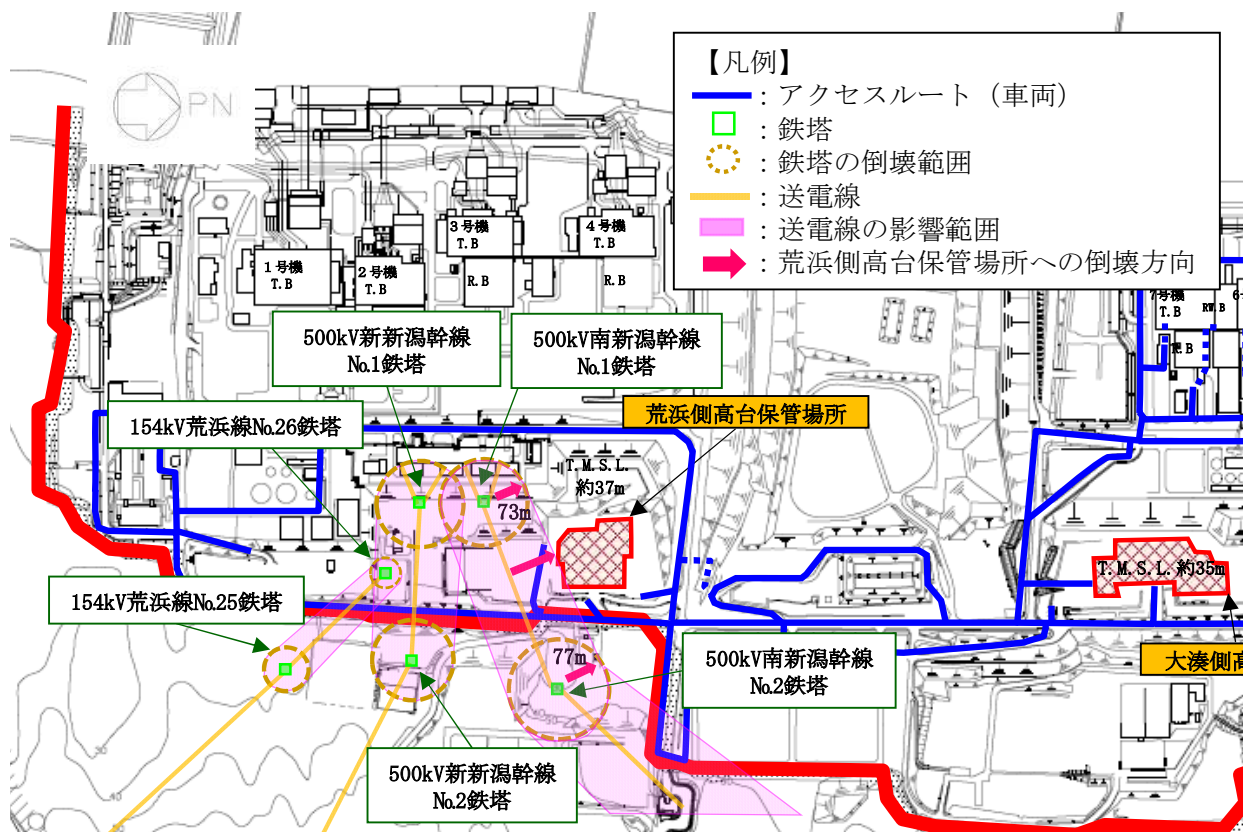 PN
【凡例】
：アクセスルート（車両）
：鉄塔
：鉄塔の倒壊範囲
：送電線
：送電線の影響範囲
：荒浜側高台保管場所への倒壊方向
3号機
T.B
4号機
T.B
1号機
T.B
2号機
T.B
R.B
R.B
7号機
T.B
RW.B
6
500kV新新潟幹線
No.1鉄塔
500kV南新潟幹線
No.1鉄塔
154kV荒浜線No.26鉄塔
荒浜側高台保管場所
T.M.S.L.
約37m
73m
T.M.S.L.約35m
154kV荒浜線No.25鉄塔
77m
500kV南新潟幹線
No.2鉄塔
大湊側高
500kV新新潟幹線
No.2鉄塔